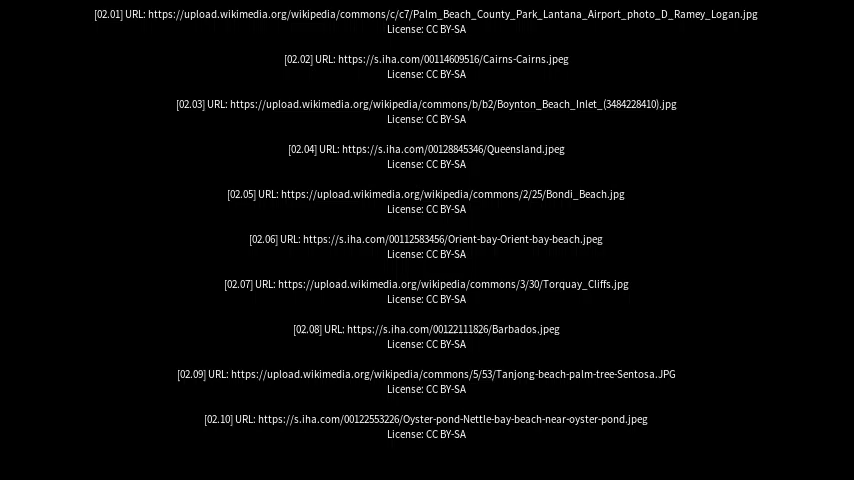 [02.01] URL: https://upload.wikimedia.org/wikipedia/commons/c/c7/Palm_Beach_County_Park_Lantana_Airport_photo_D_Ramey_Logan.jpg
License: CC BY-SA
[02.02] URL: https://s.iha.com/00114609516/Cairns-Cairns.jpeg
License: CC BY-SA
[02.03] URL: https://upload.wikimedia.org/wikipedia/commons/b/b2/Boynton_Beach_Inlet_(3484228410).jpg
License: CC BY-SA
[02.04] URL: https://s.iha.com/00128845346/Queensland.jpeg
License: CC BY-SA
[02.05] URL: https://upload.wikimedia.org/wikipedia/commons/2/25/Bondi_Beach.jpg
License: CC BY-SA
[02.06] URL: https://s.iha.com/00112583456/Orient-bay-Orient-bay-beach.jpeg
License: CC BY-SA
[02.07] URL: https://upload.wikimedia.org/wikipedia/commons/3/30/Torquay_Cliffs.jpg
License: CC BY-SA
[02.08] URL: https://s.iha.com/00122111826/Barbados.jpeg
License: CC BY-SA
[02.09] URL: https://upload.wikimedia.org/wikipedia/commons/5/53/Tanjong-beach-palm-tree-Sentosa.JPG
License: CC BY-SA
[02.10] URL: https://s.iha.com/00122553226/Oyster-pond-Nettle-bay-beach-near-oyster-pond.jpeg
License: CC BY-SA